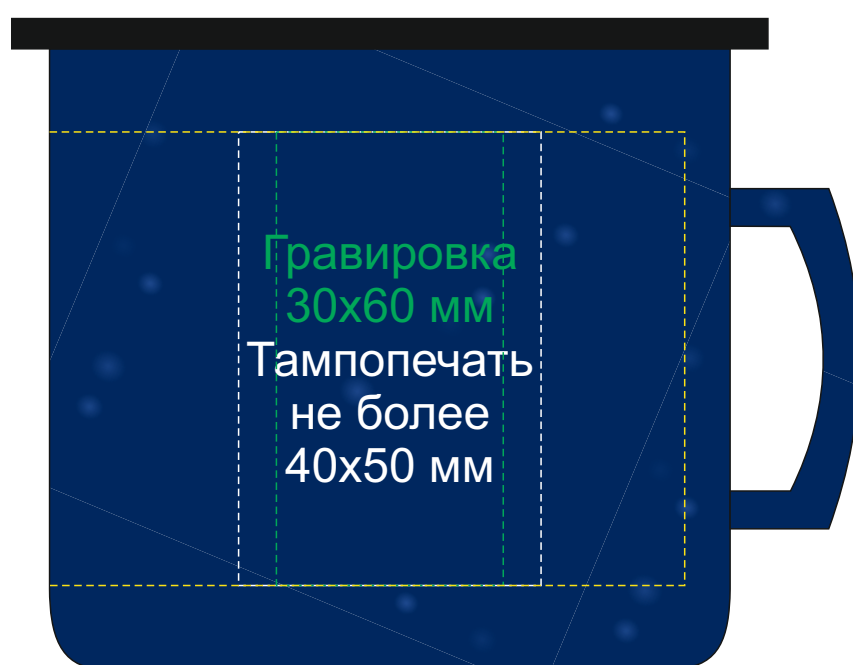 Гравировка
30х60 мм
Тампопечать
не более
40х50 мм